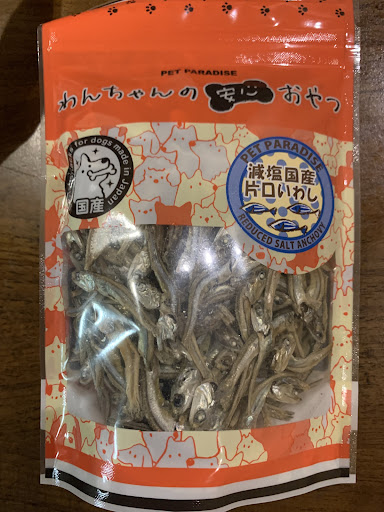 PET PARADISE
わんちゃんの安心おやつ
for dogs made in Japan
国産
PET PARADISE
減塩国産
片口いわし
REDUCED SALT ANCHOVY